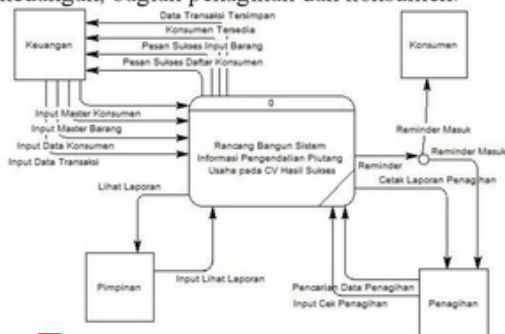 keuangan, bagian penagihan dan konsumen.
Data Transaksi Tersimpan
Konsumen Tersedia
Pesan Sukses Input Barang
Pesan Sukses Daftar Konsumen
Keuangan
Konsumen
Input Master Konsumen
Input Master Barang
Input Data Konsumen
Input Data Transaksi
0
Rancang Bangun Sistem
Informasi Pengendalian Piutang
Usaha pada CV Hasil Sukses
Reminder Masuk
Reminder Masuk
Reminder
Cetak Laporan Penagihan
Lihat Laporan
Input Lihat Laporan
Pimpinan
Pencarian Data Penagihan
Input Cek Penagihan
Penagihan